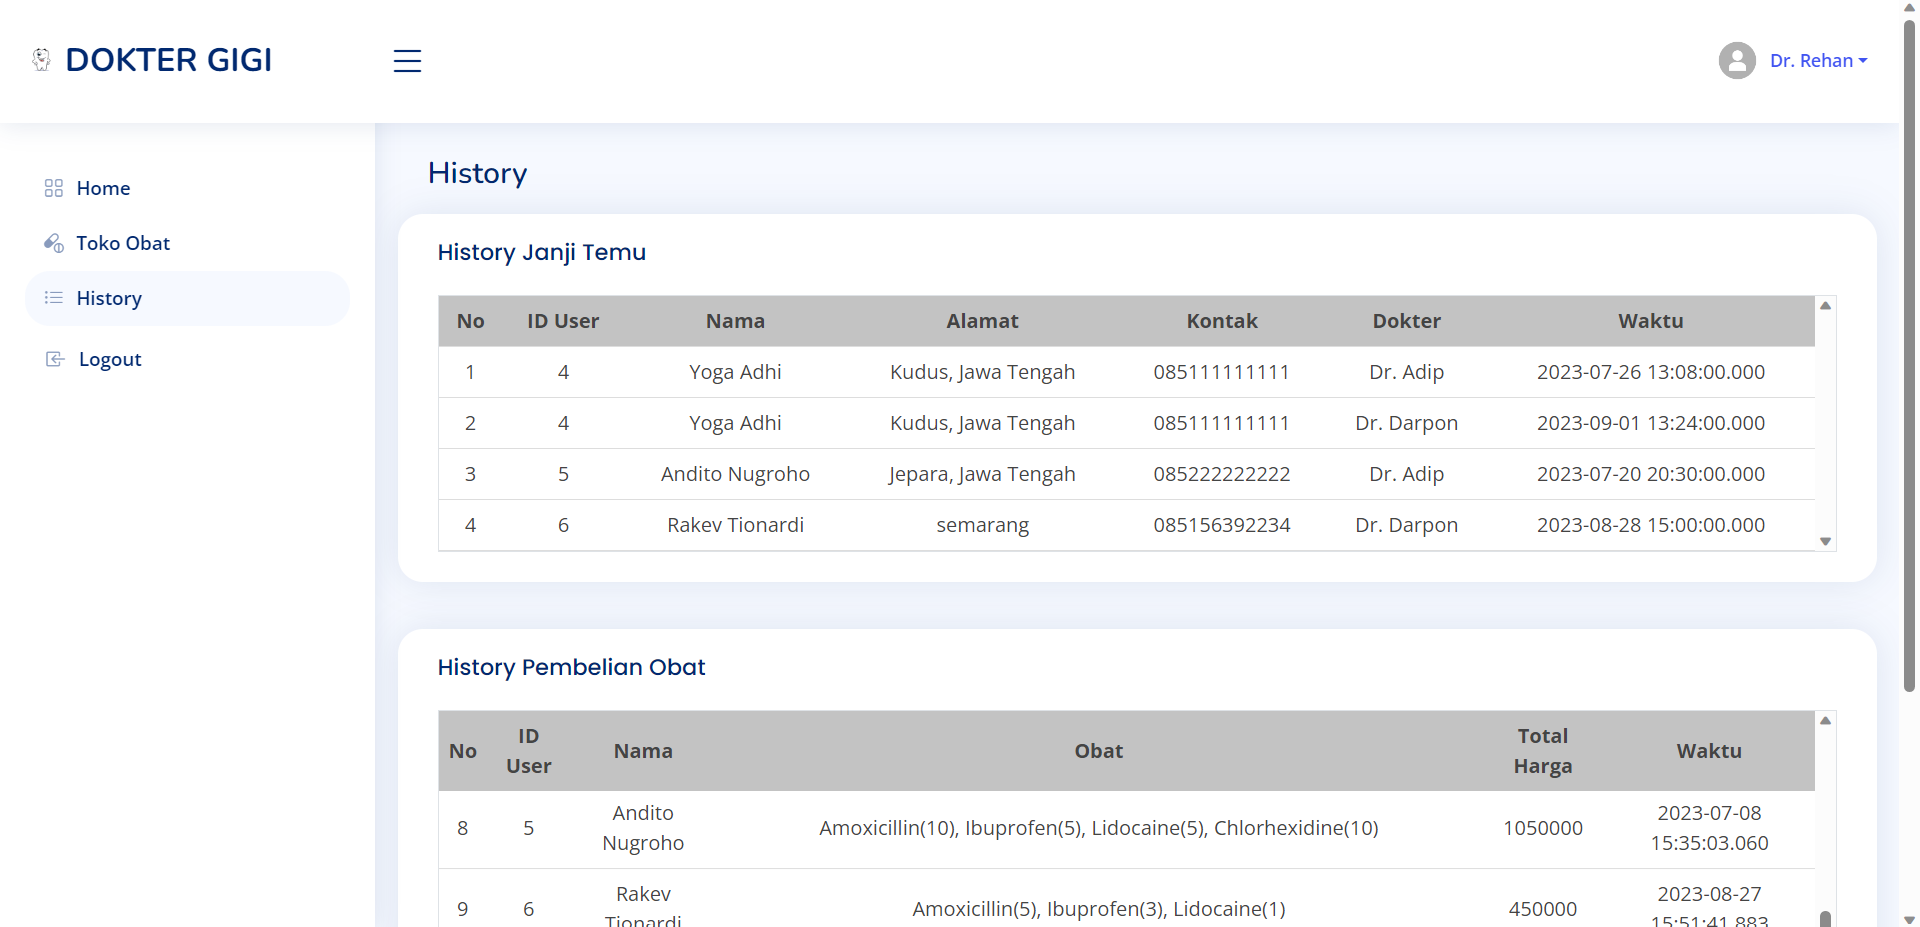 DOKTER GIGI
Dr. Rehan
Home
Toko Obat
History
Logout
History
History Janji Temu
No ID User Nama Alamat Kontak Dokter Waktu
1 4 Yoga Adhi Kudus, Jawa Tengah 085111111111 Dr. Adip 2023-07-26 13:08:00.000
2 4 Yoga Adhi Kudus, Jawa Tengah 085111111111 Dr. Darpon 2023-09-01 13:24:00.000
3 5 Andito Nugroho Jepara, Jawa Tengah 085222222222 Dr. Adip 2023-07-20 20:30:00.000
4 6 Rakev Tionardi semarang 085156392234 Dr. Darpon 2023-08-28 15:00:00.000
History Pembelian Obat
No ID User Nama Obat Total Harga Waktu
8 5 Andito Nugroho Amoxicillin(10), Ibuprofen(5), Lidocaine(5), Chlorhexidine(10) 1050000 2023-07-08 15:35:03.060
9 6 Rakev Tionardi Amoxicillin(5), Ibuprofen(3), Lidocaine(1) 450000 2023-08-27 15:51:41.883